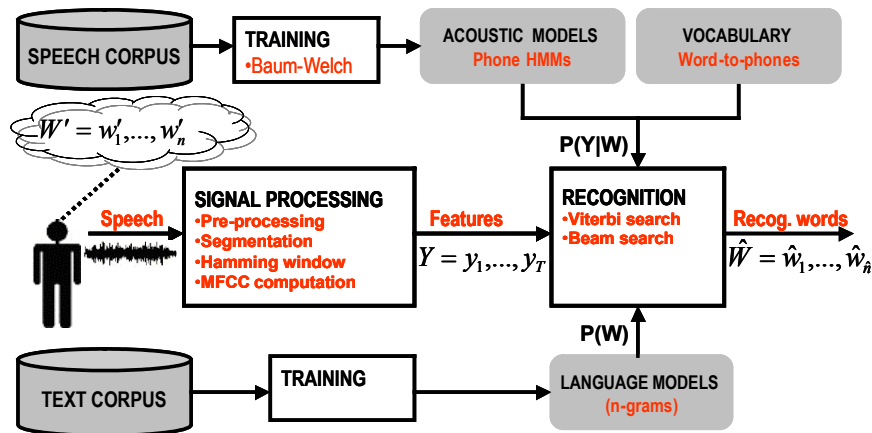 SPEECH CORPUS
TRAINING
•Baum-Welch
ACOUSTIC MODELS
Phone HMMs
VOCABULARY
Word-to-phones
W' = w'₁,..., w'ₙ
P(Y|W)
Speech
SIGNAL PROCESSING
•Pre-processing
•Segmentation
•Hamming window
•MFCC computation
Features
Y = y₁,..., y_T
RECOGNITION
•Viterbi search
•Beam search
Recog. words
Ŵ = ŵ₁,..., ŵ_n̂
P(W)
TEXT CORPUS
TRAINING
LANGUAGE MODELS
(n-grams)